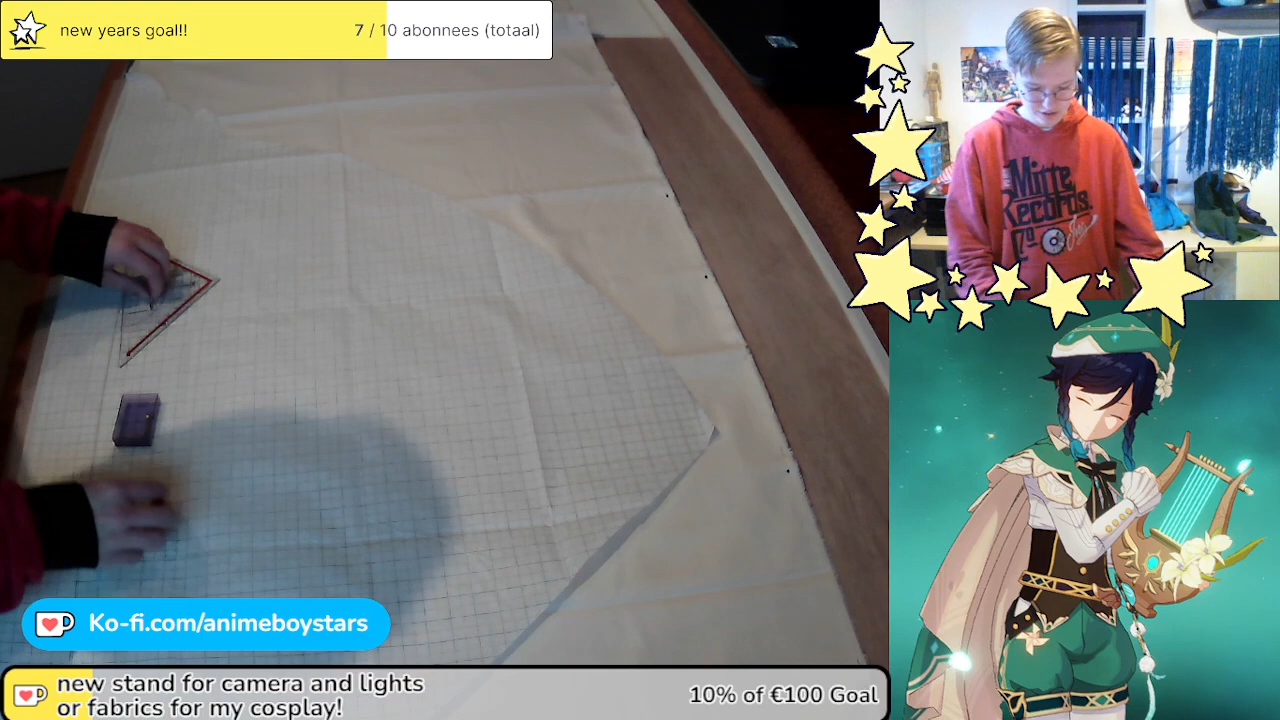 new years goal!!
7 / 10 abonnees (totaal)
Mitte
Records.
Co
Ko-fi.com/animeboystars
new stand for camera and lights
or fabrics for my cosplay!
10% of €100 Goal